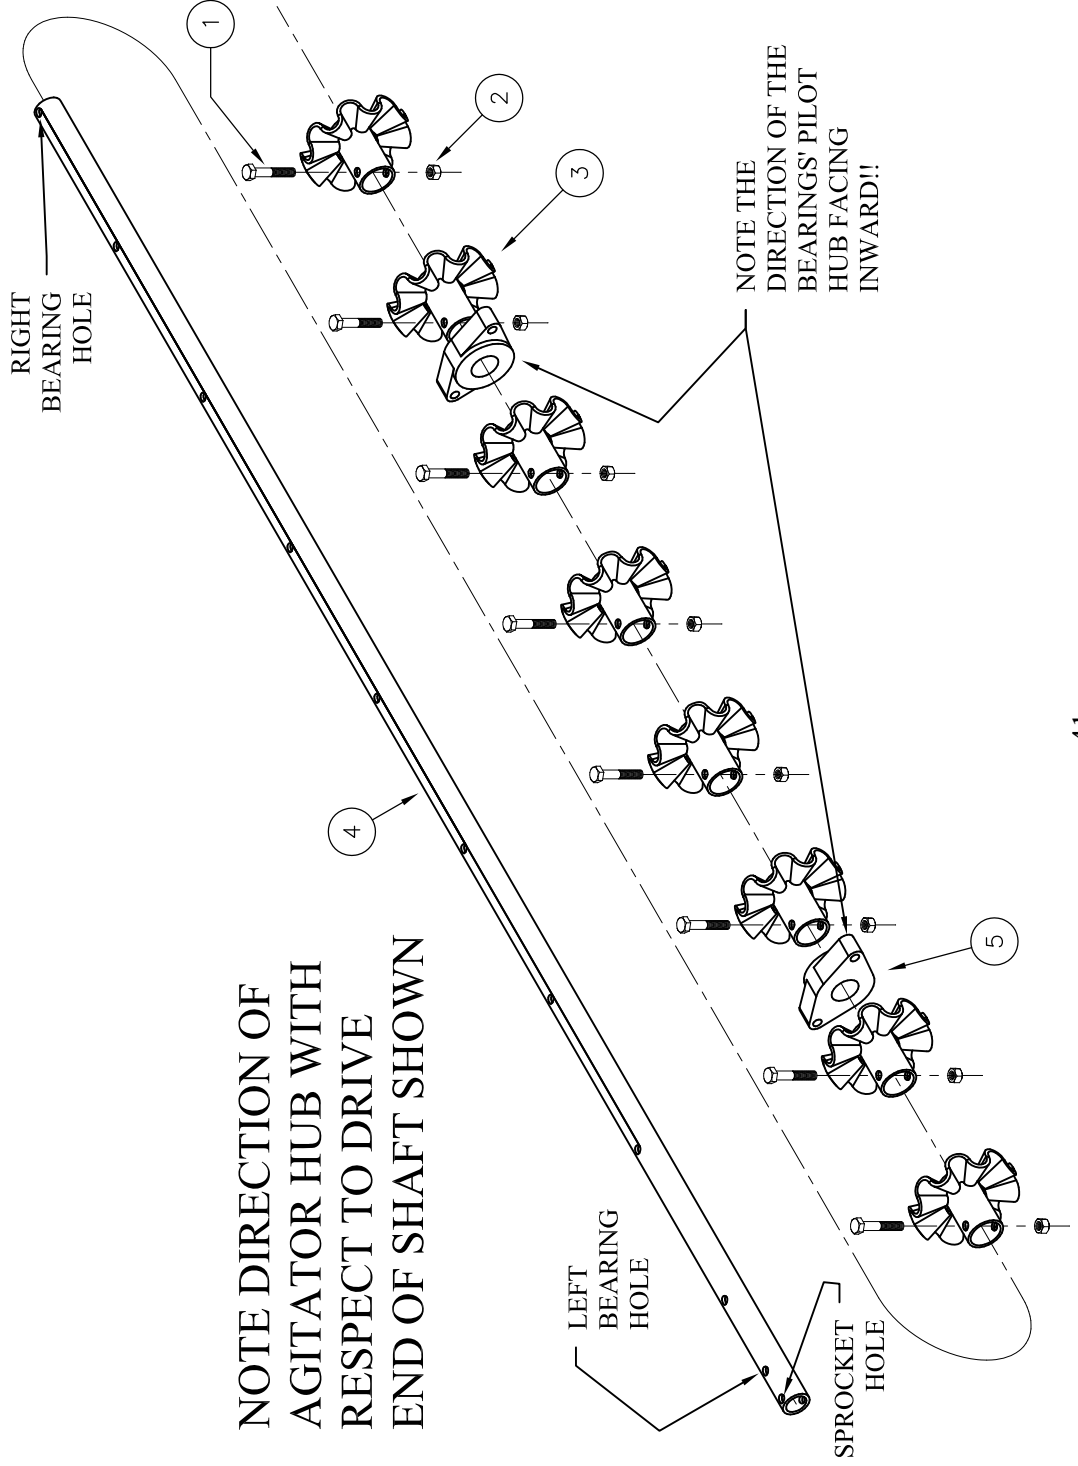 NOTE DIRECTION OF
AGITATOR HUB WITH
RESPECT TO DRIVE
END OF SHAFT SHOWN
RIGHT
BEARING
HOLE
1
2
3
NOTE THE
DIRECTION OF THE
BEARINGS' PILOT
HUB FACING
INWARD!!
4
5
LEFT
BEARING
HOLE
SPROCKET
HOLE
41